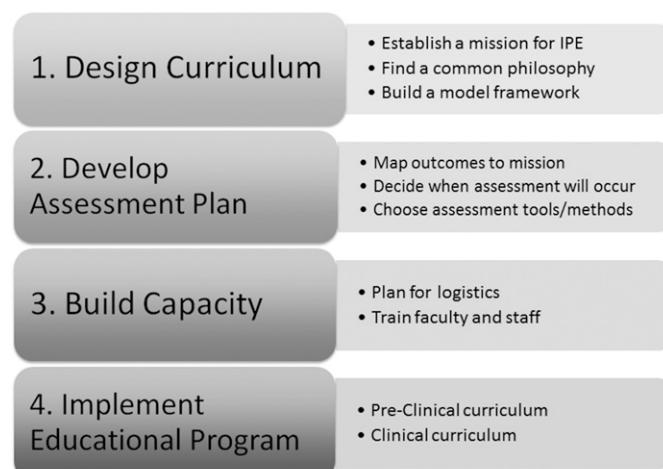 1. Design Curriculum
• Establish a mission for IPE
• Find a common philosophy
• Build a model framework
2. Develop
Assessment Plan
• Map outcomes to mission
• Decide when assessment will occur
• Choose assessment tools/methods
3. Build Capacity
• Plan for logistics
• Train faculty and staff
4. Implement
Educational Program
• Pre-Clinical curriculum
• Clinical curriculum